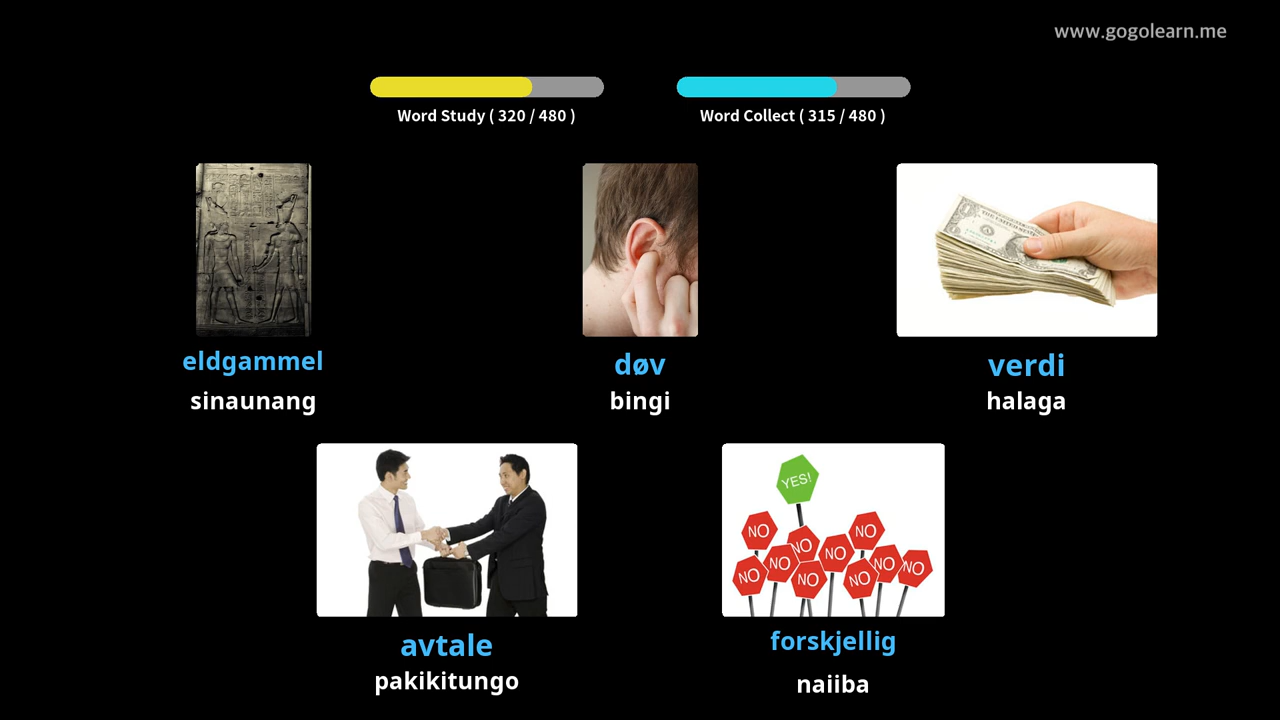 www.gogolearn.me
Word Study ( 320 / 480 )
Word Collect ( 315 / 480 )
eldgammel
sinaunang
døv
bingi
verdi
halaga
YES!
NO
NO
NO
NO
NO
NO
NO
NO
NO
NO
avtale
pakikitungo
forskjellig
naiiba